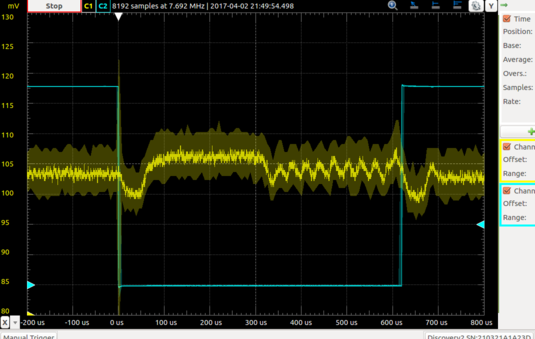 mV Stop C1 C2 8192 samples at 7.692 MHz | 2017-04-02 21:49:54.498 Y
130
125
120
115
110
105
100
95
90
85
80
Time
Position:
Base:
Average:
Overs.:
Samples:
Rate:
Chann
Offset:
Range:
Chann
Offset:
Range:
X -200 us -100 us 0 us 100 us 200 us 300 us 400 us 500 us 600 us 700 us 800 us
Manual Trigger Discovery2 SN:210321A1A23D